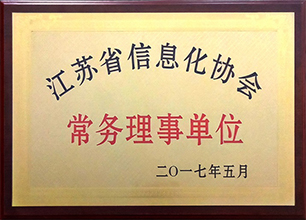 江苏省信息化协会
常务理事单位
二〇一七年五月